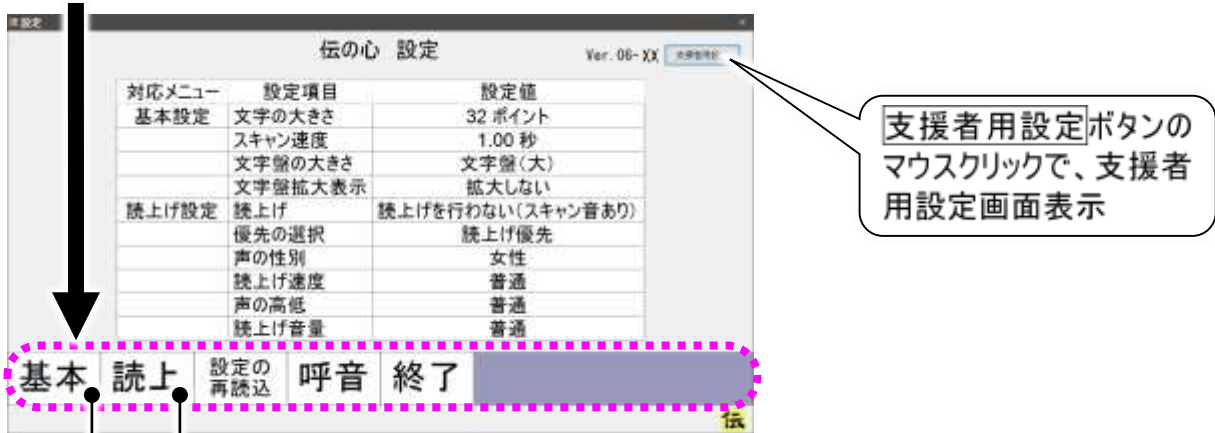 設定
伝の心 設定
Ver. 06-XX
対応メニュー 設定項目 設定値
基本設定 文字の大きさ 32 ポイント
スキャン速度 1.00 秒
文字盤の大きさ 文字盤(大)
文字盤拡大表示 拡大しない
読上げ設定 読上げ 読上げを行わない(スキャン音あり)
優先の選択 読上げ優先
声の性別 女性
読上げ速度 普通
声の高低 普通
読上げ音量 普通
支援者用設定ボタンの
マウスクリックで、支援者
用設定画面表示
基本 読上 設定の再読込 呼音 終了
伝